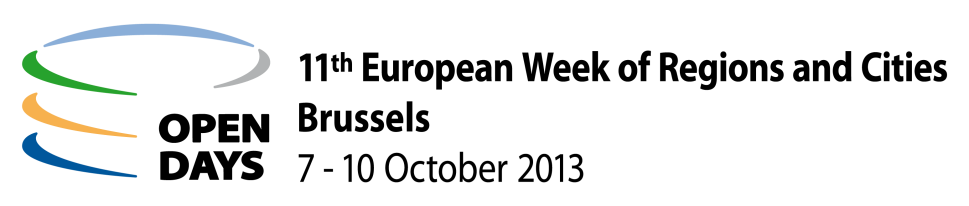 OPEN
DAYS
11th European Week of Regions and Cities
Brussels
7 - 10 October 2013